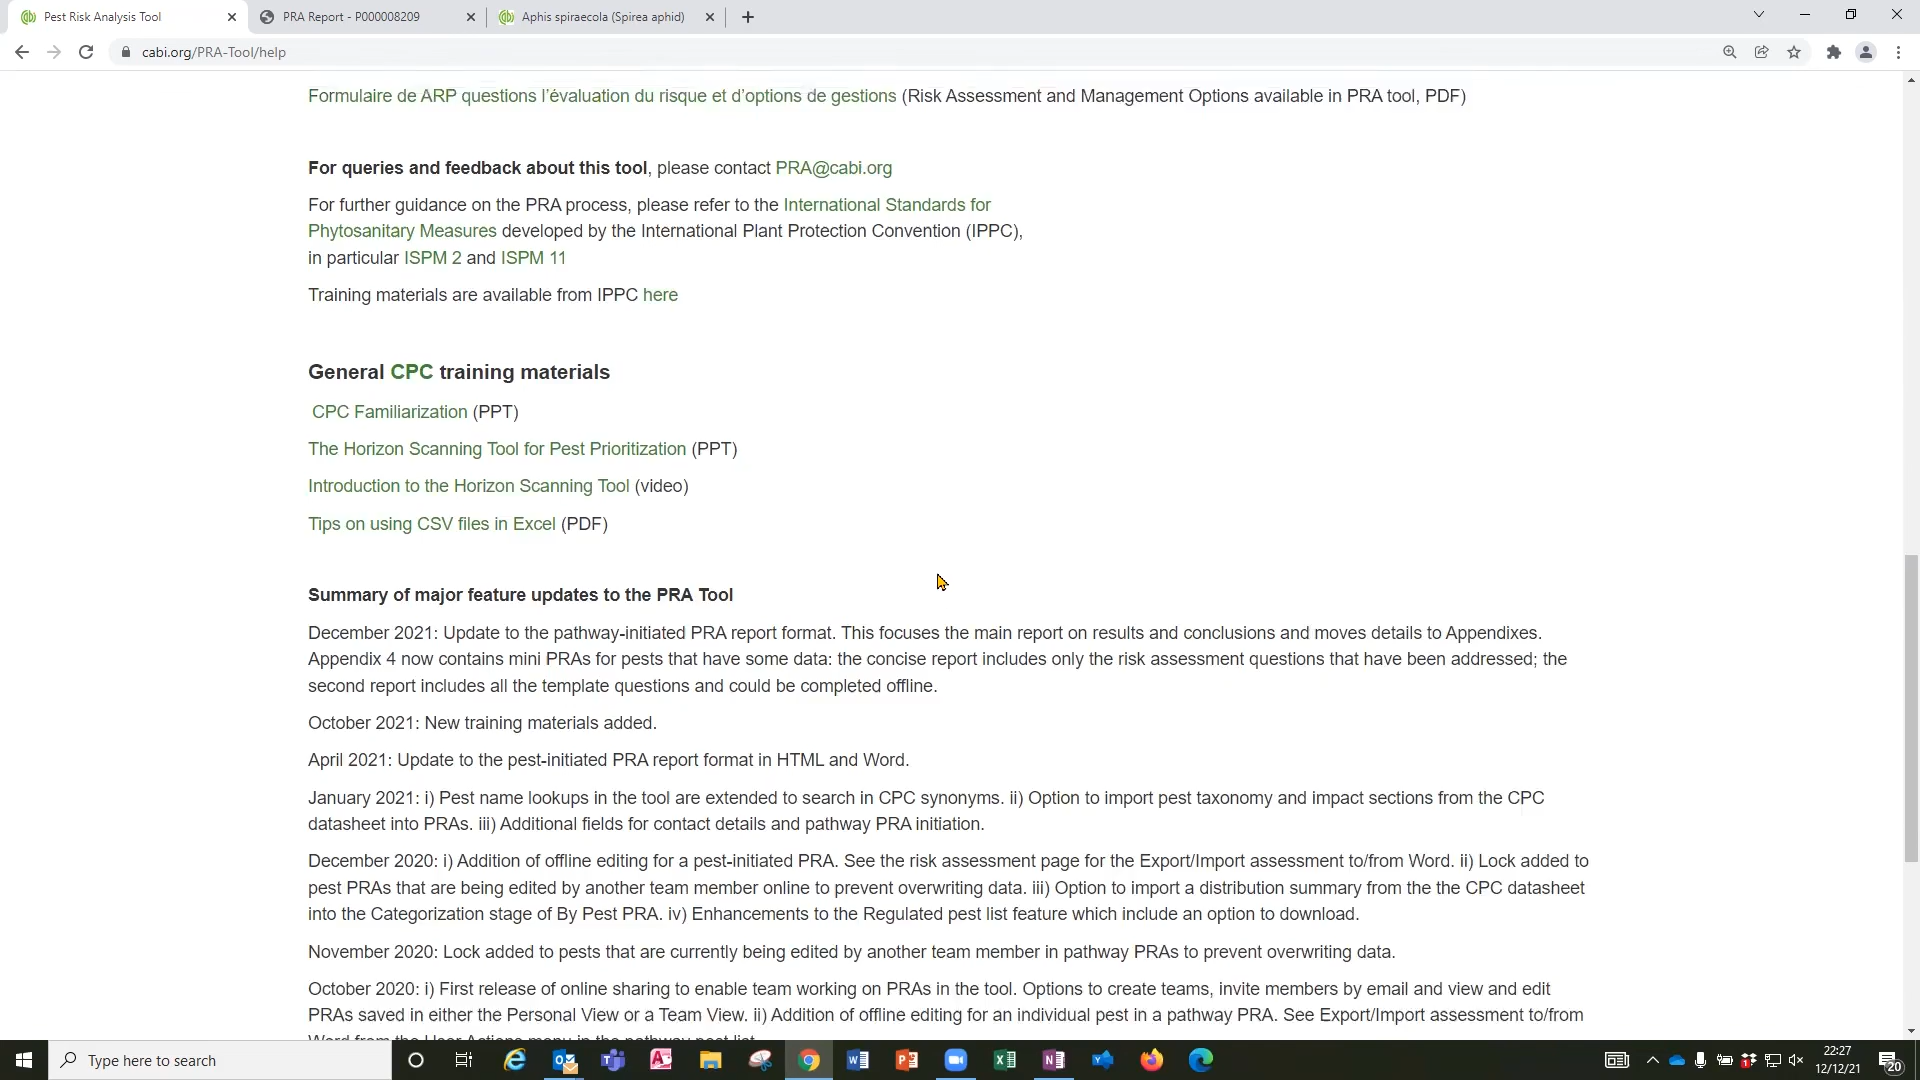 Pest Risk Analysis Tool
PRA Report - P000008209
Aphis spiraecola (Spirea aphid)
cabi.org/PRA-Tool/help
Formulaire de ARP questions l’évaluation du risque et d’options de gestions (Risk Assessment and Management Options available in PRA tool, PDF)
For queries and feedback about this tool, please contact PRA@cabi.org
For further guidance on the PRA process, please refer to the International Standards for
Phytosanitary Measures developed by the International Plant Protection Convention (IPPC),
in particular ISPM 2 and ISPM 11
Training materials are available from IPPC here
General CPC training materials
CPC Familiarization (PPT)
The Horizon Scanning Tool for Pest Prioritization (PPT)
Introduction to the Horizon Scanning Tool (video)
Tips on using CSV files in Excel (PDF)
Summary of major feature updates to the PRA Tool
December 2021: Update to the pathway-initiated PRA report format. This focuses the main report on results and conclusions and moves details to Appendixes.
Appendix 4 now contains mini PRAs for pests that have some data: the concise report includes only the risk assessment questions that have been addressed; the
second report includes all the template questions and could be completed offline.
October 2021: New training materials added.
April 2021: Update to the pest-initiated PRA report format in HTML and Word.
January 2021: i) Pest name lookups in the tool are extended to search in CPC synonyms. ii) Option to import pest taxonomy and impact sections from the CPC
datasheet into PRAs. iii) Additional fields for contact details and pathway PRA initiation.
December 2020: i) Addition of offline editing for a pest-initiated PRA. See the risk assessment page for the Export/Import assessment to/from Word. ii) Lock added to
pest PRAs that are being edited by another team member online to prevent overwriting data. iii) Option to import a distribution summary from the the CPC datasheet
into the Categorization stage of By Pest PRA. iv) Enhancements to the Regulated pest list feature which include an option to download.
November 2020: Lock added to pests that are currently being edited by another team member in pathway PRAs to prevent overwriting data.
October 2020: i) First release of online sharing to enable team working on PRAs in the tool. Options to create teams, invite members by email and view and edit
PRAs saved in either the Personal View or a Team View. ii) Addition of offline editing for an individual pest in a pathway PRA. See Export/Import assessment to/from
Word from the User Actions menu in the pathway pest list
Type here to search
22:27
12/12/21
20